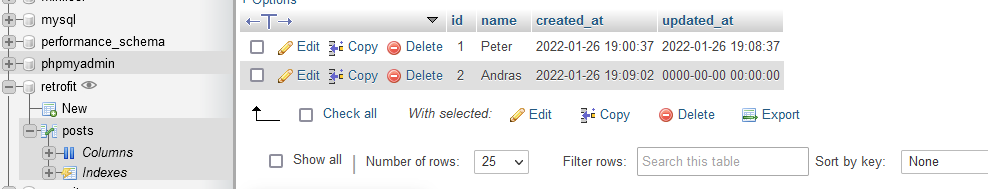 mysql
performance_schema
phpmyadmin
retrofit
New
posts
Columns
Indexes
id name created_at updated_at
Edit Copy Delete 1 Peter 2022-01-26 19:00:37 2022-01-26 19:08:37
Edit Copy Delete 2 Andras 2022-01-26 19:09:02 0000-00-00 00:00:00
Check all With selected: Edit Copy Delete Export
Show all Number of rows: 25 Filter rows: Search this table Sort by key: None